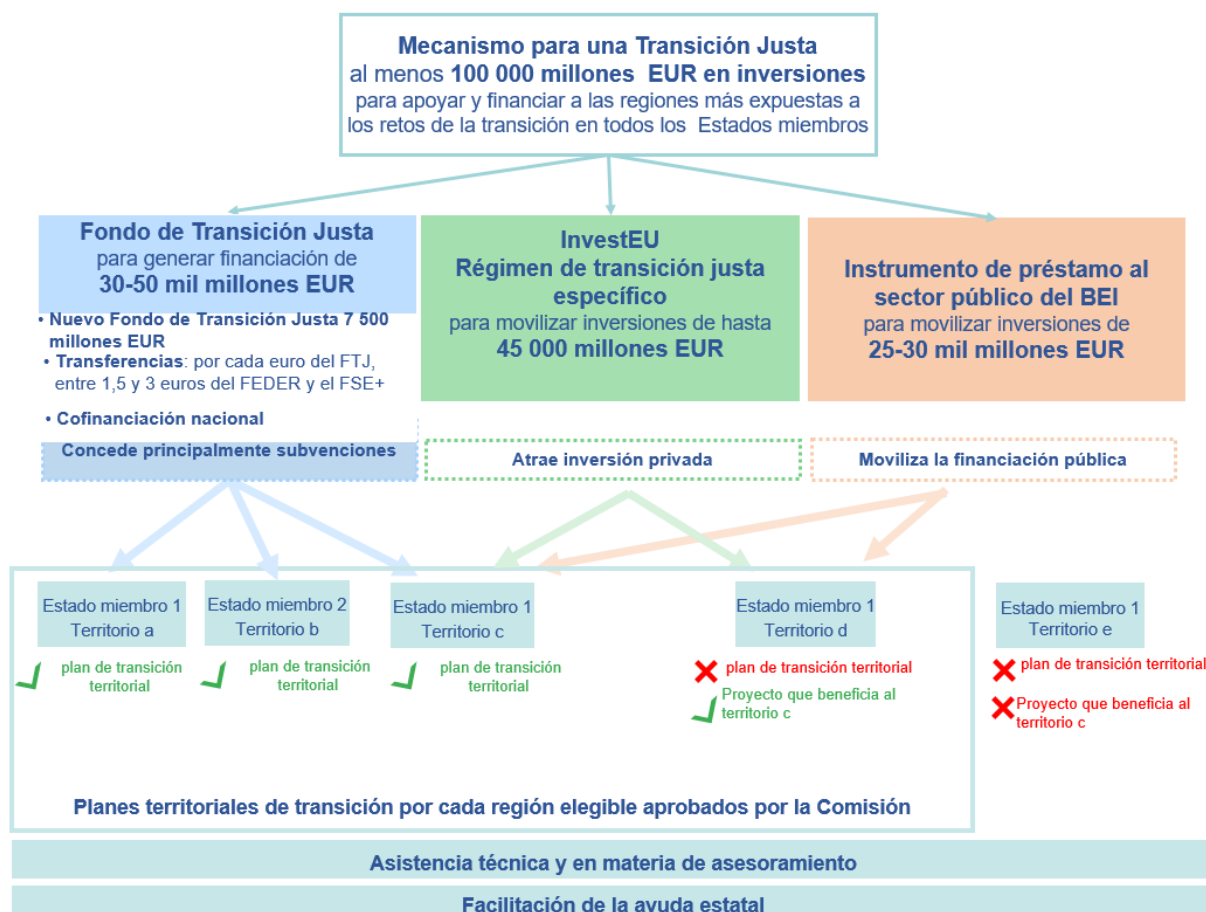 Mecanismo para una Transición Justa
al menos 100 000 millones EUR en inversiones
para apoyar y financiar a las regiones más expuestas a
los retos de la transición en todos los Estados miembros
Fondo de Transición Justa
para generar financiación de
30-50 mil millones EUR
• Nuevo Fondo de Transición Justa 7 500
millones EUR
• Transferencias: por cada euro del FTJ,
entre 1,5 y 3 euros del FEDER y el FSE+
• Cofinanciación nacional
Concede principalmente subvenciones
InvestEU
Régimen de transición justa
específico
para movilizar inversiones de hasta
45 000 millones EUR
Atrae inversión privada
Instrumento de préstamo al
sector público del BEI
para movilizar inversiones de
25-30 mil millones EUR
Moviliza la financiación pública
Estado miembro 1
Territorio a
plan de transición
territorial
Estado miembro 2
Territorio b
plan de transición
territorial
Estado miembro 1
Territorio c
plan de transición
territorial
Estado miembro 1
Territorio d
plan de transición territorial
Proyecto que beneficia al
territorio c
Estado miembro 1
Territorio e
plan de transición territorial
Proyecto que beneficia al
territorio c
Planes territoriales de transición por cada región elegible aprobados por la Comisión
Asistencia técnica y en materia de asesoramiento
Facilitación de la ayuda estatal